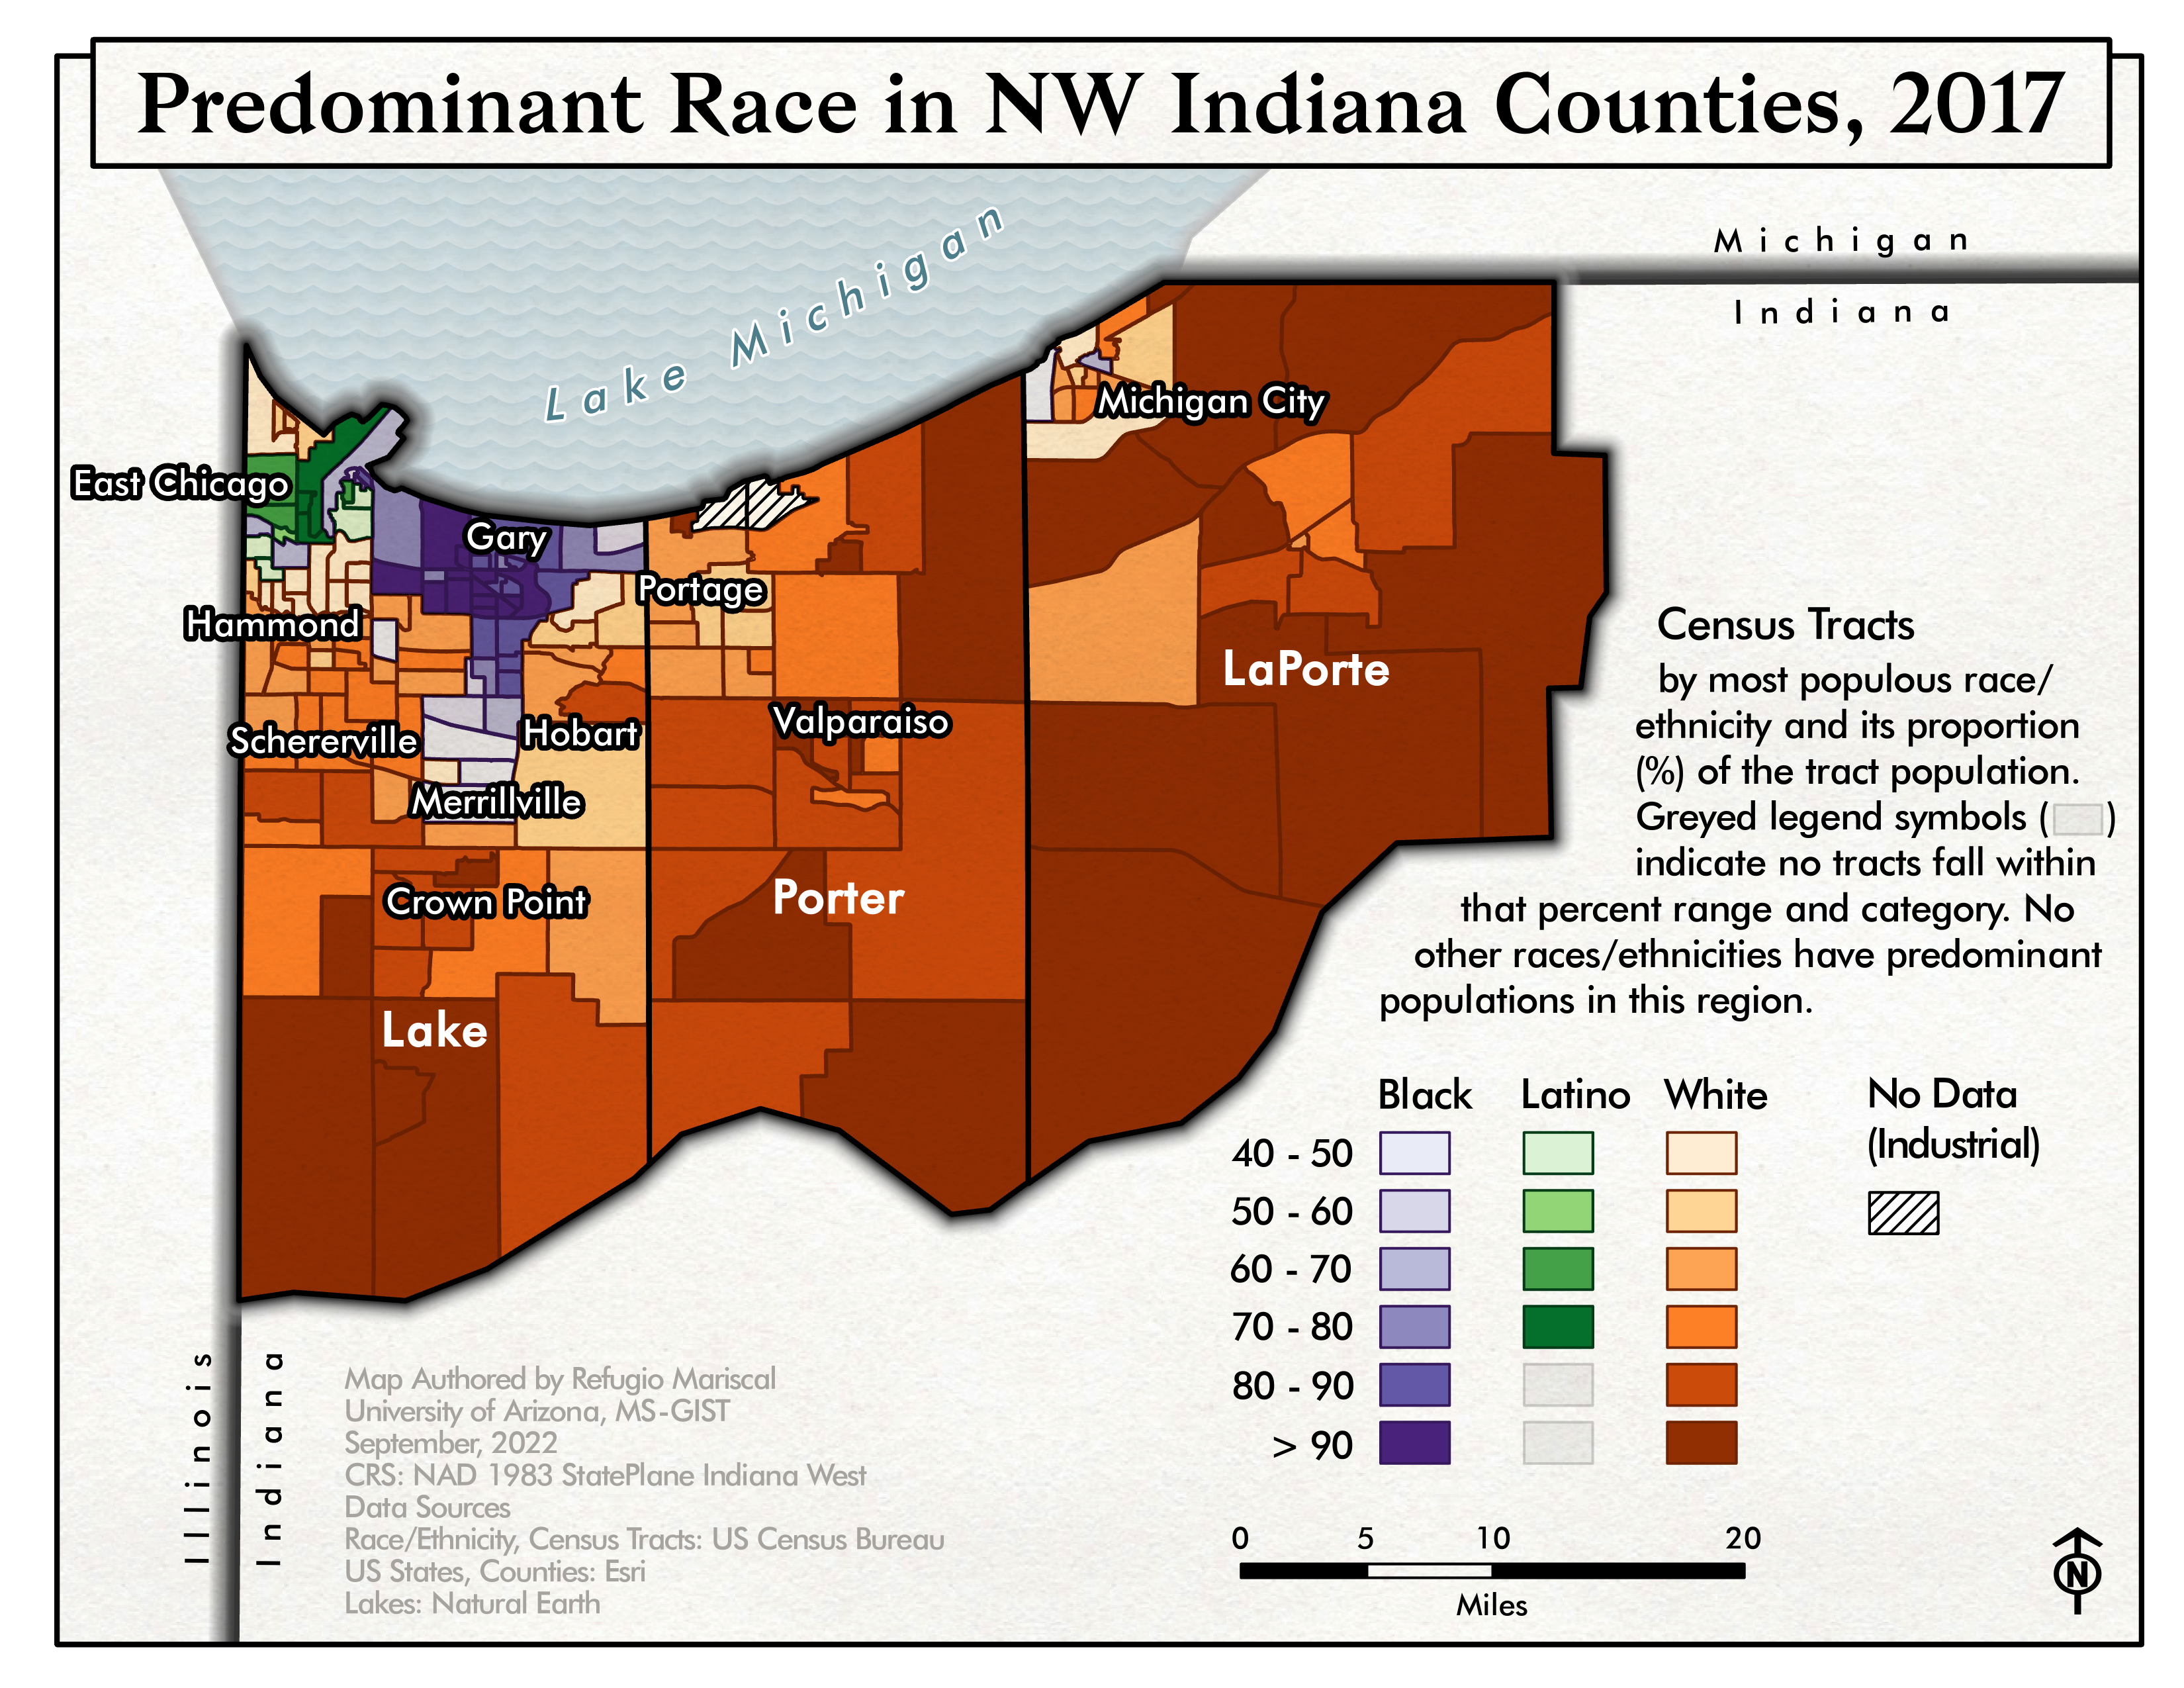 Predominant Race in NW Indiana Counties, 2017
Lake Michigan
Michigan
Indiana
Michigan City
East Chicago
Gary
Portage
Hammond
LaPorte
Schererville
Hobart
Valparaiso
Merrillville
Crown Point
Porter
Lake
Census Tracts
by most populous race/
ethnicity and its proportion
(%) of the tract population.
Greyed legend symbols ( )
indicate no tracts fall within
that percent range and category. No
other races/ethnicities have predominant
populations in this region.
Black Latino White No Data
(Industrial)
40 - 50
50 - 60
60 - 70
70 - 80
80 - 90
> 90
Illinois
Indiana
Map Authored by Refugio Mariscal
University of Arizona, MS-GIST
September, 2022
CRS: NAD 1983 StatePlane Indiana West
Data Sources
Race/Ethnicity, Census Tracts: US Census Bureau
US States, Counties: Esri
Lakes: Natural Earth
0 5 10 20
Miles
N